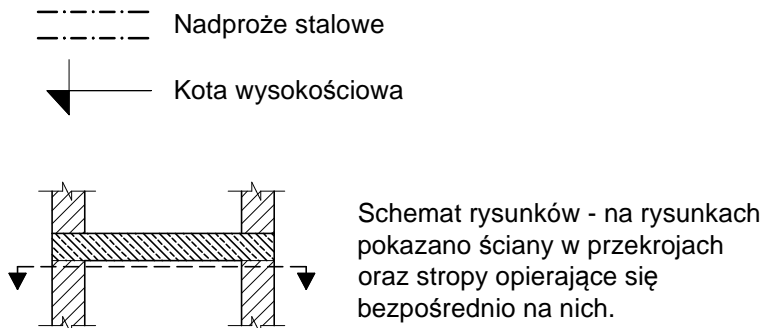 Nadproże stalowe
Kota wysokościowa
Schemat rysunków - na rysunkach
pokazano ściany w przekrojach
oraz stropy opierające się
bezpośrednio na nich.